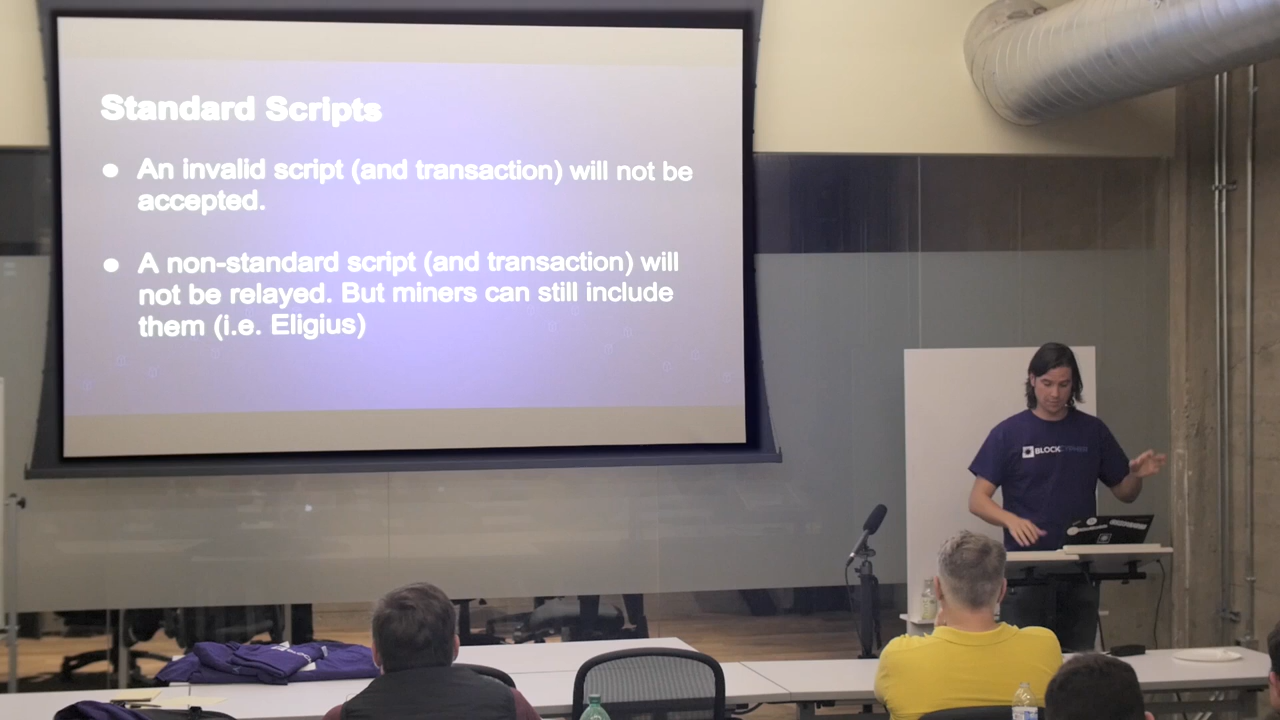 Standard Scripts
● An invalid script (and transaction) will not be
accepted.
● A non-standard script (and transaction) will
not be relayed. But miners can still include
them (i.e. Eligius)
BLOCKCYPHER